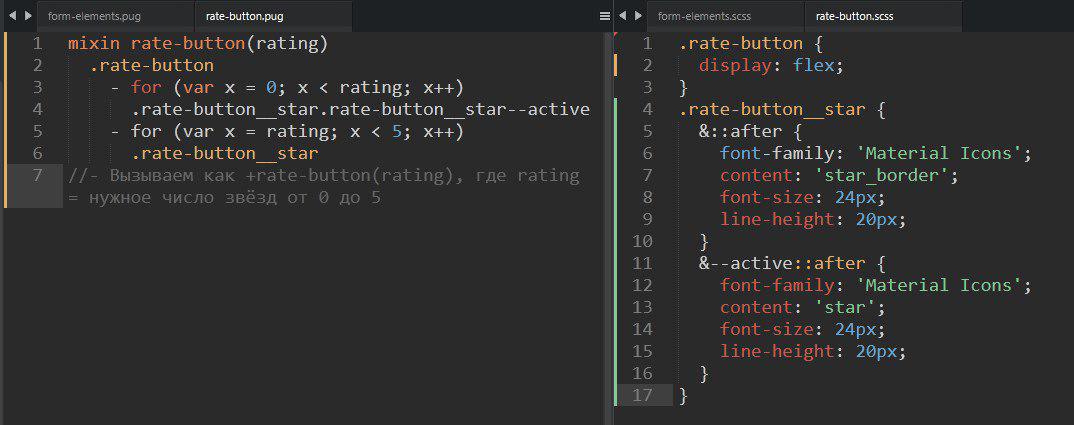 form-elements.pug
rate-button.pug
1 mixin rate-button(rating)
2   .rate-button
3     - for (var x = 0; x < rating; x++)
4       .rate-button__star.rate-button__star--active
5     - for (var x = rating; x < 5; x++)
6       .rate-button__star
7 //- Вызываем как +rate-button(rating), где rating
= нужное число звёзд от 0 до 5
form-elements.scss
rate-button.scss
1 .rate-button {
2   display: flex;
3 }
4 .rate-button__star {
5   &::after {
6     font-family: 'Material Icons';
7     content: 'star_border';
8     font-size: 24px;
9     line-height: 20px;
10   }
11   &--active::after {
12     font-family: 'Material Icons';
13     content: 'star';
14     font-size: 24px;
15     line-height: 20px;
16   }
17 }